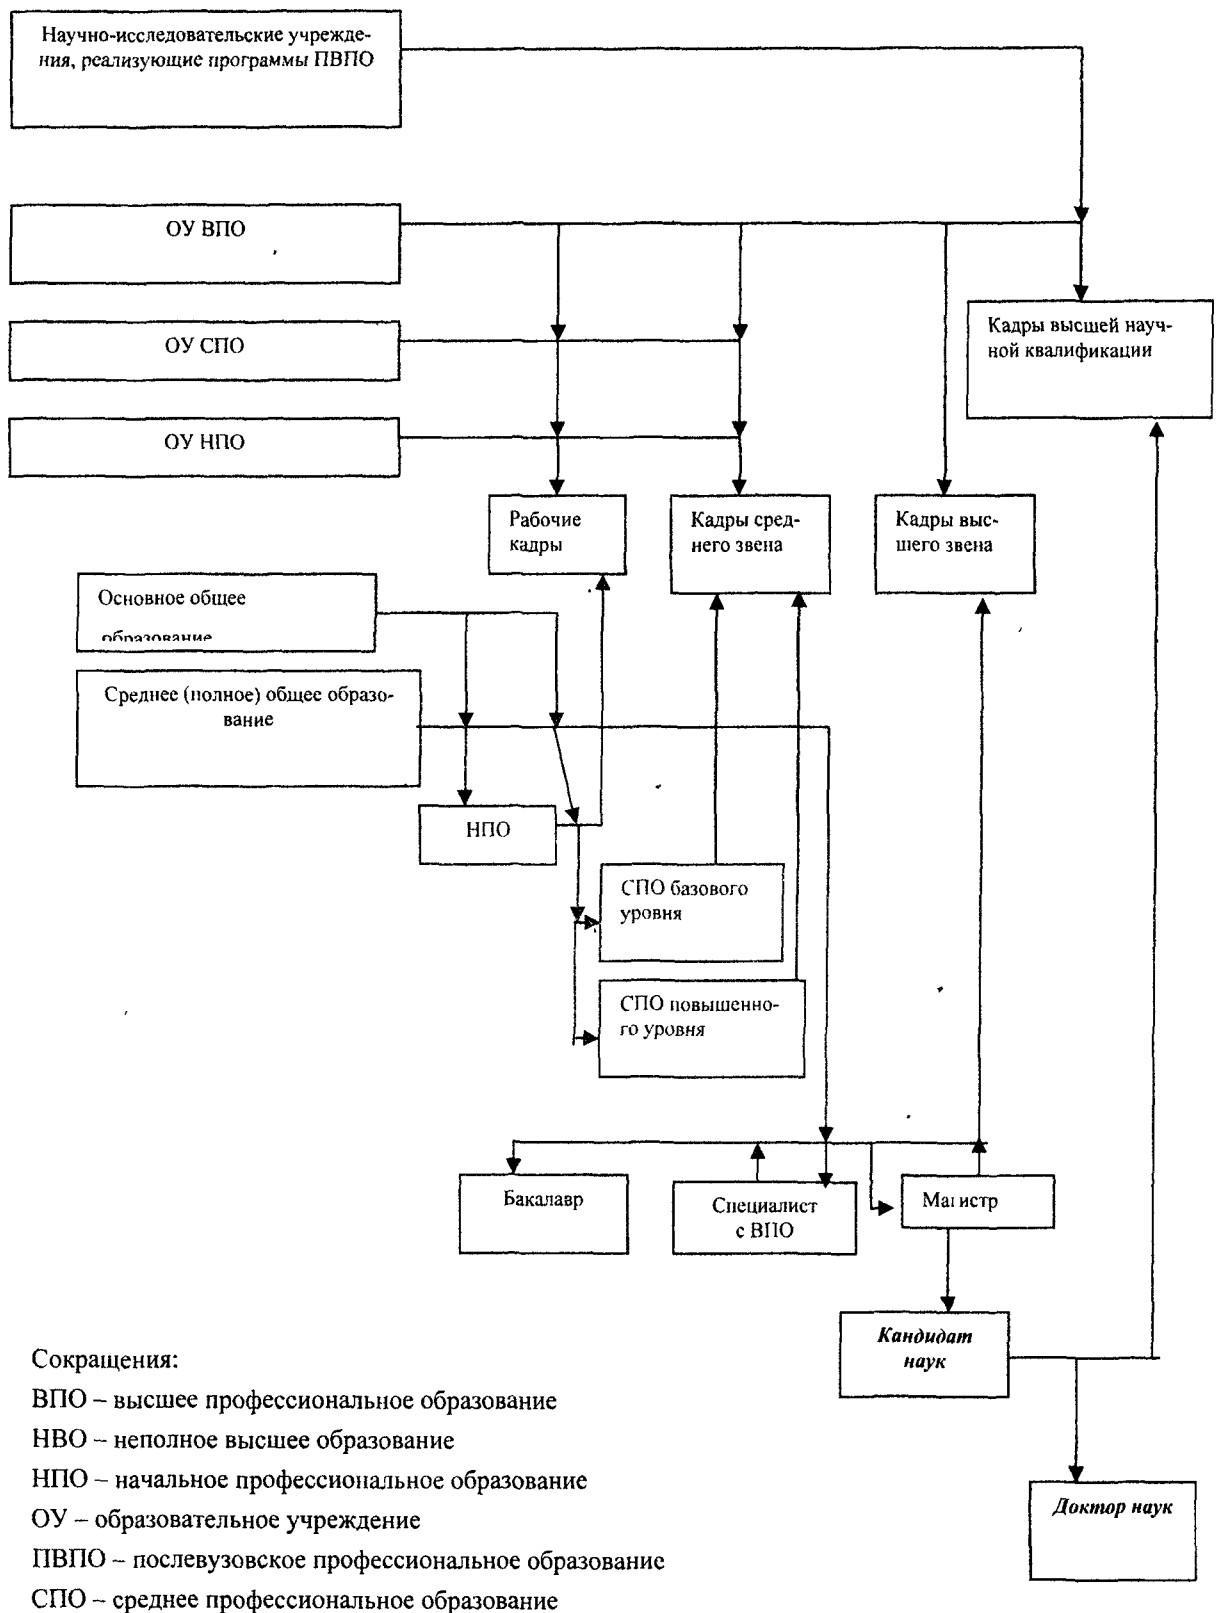 Научно-исследовательские учрежде-
ния, реализующие программы ПВПО
ОУ ВПО
ОУ СПО
Кадры высшей науч-
ной квалификации
ОУ НПО
Рабочие
кадры
Кадры сред-
него звена
Кадры выс-
шего звена
Основное общее
образование
Среднее (полное) общее образо-
вание
НПО
СПО базового
уровня
СПО повышенно-
го уровня
Бакалавр
Специалист
с ВПО
Магистр
Кандидат
наук
Доктор наук
Сокращения:
ВПО – высшее профессиональное образование
НВО – неполное высшее образование
НПО – начальное профессиональное образование
ОУ – образовательное учреждение
ПВПО – послевузовское профессиональное образование
СПО – среднее профессиональное образование